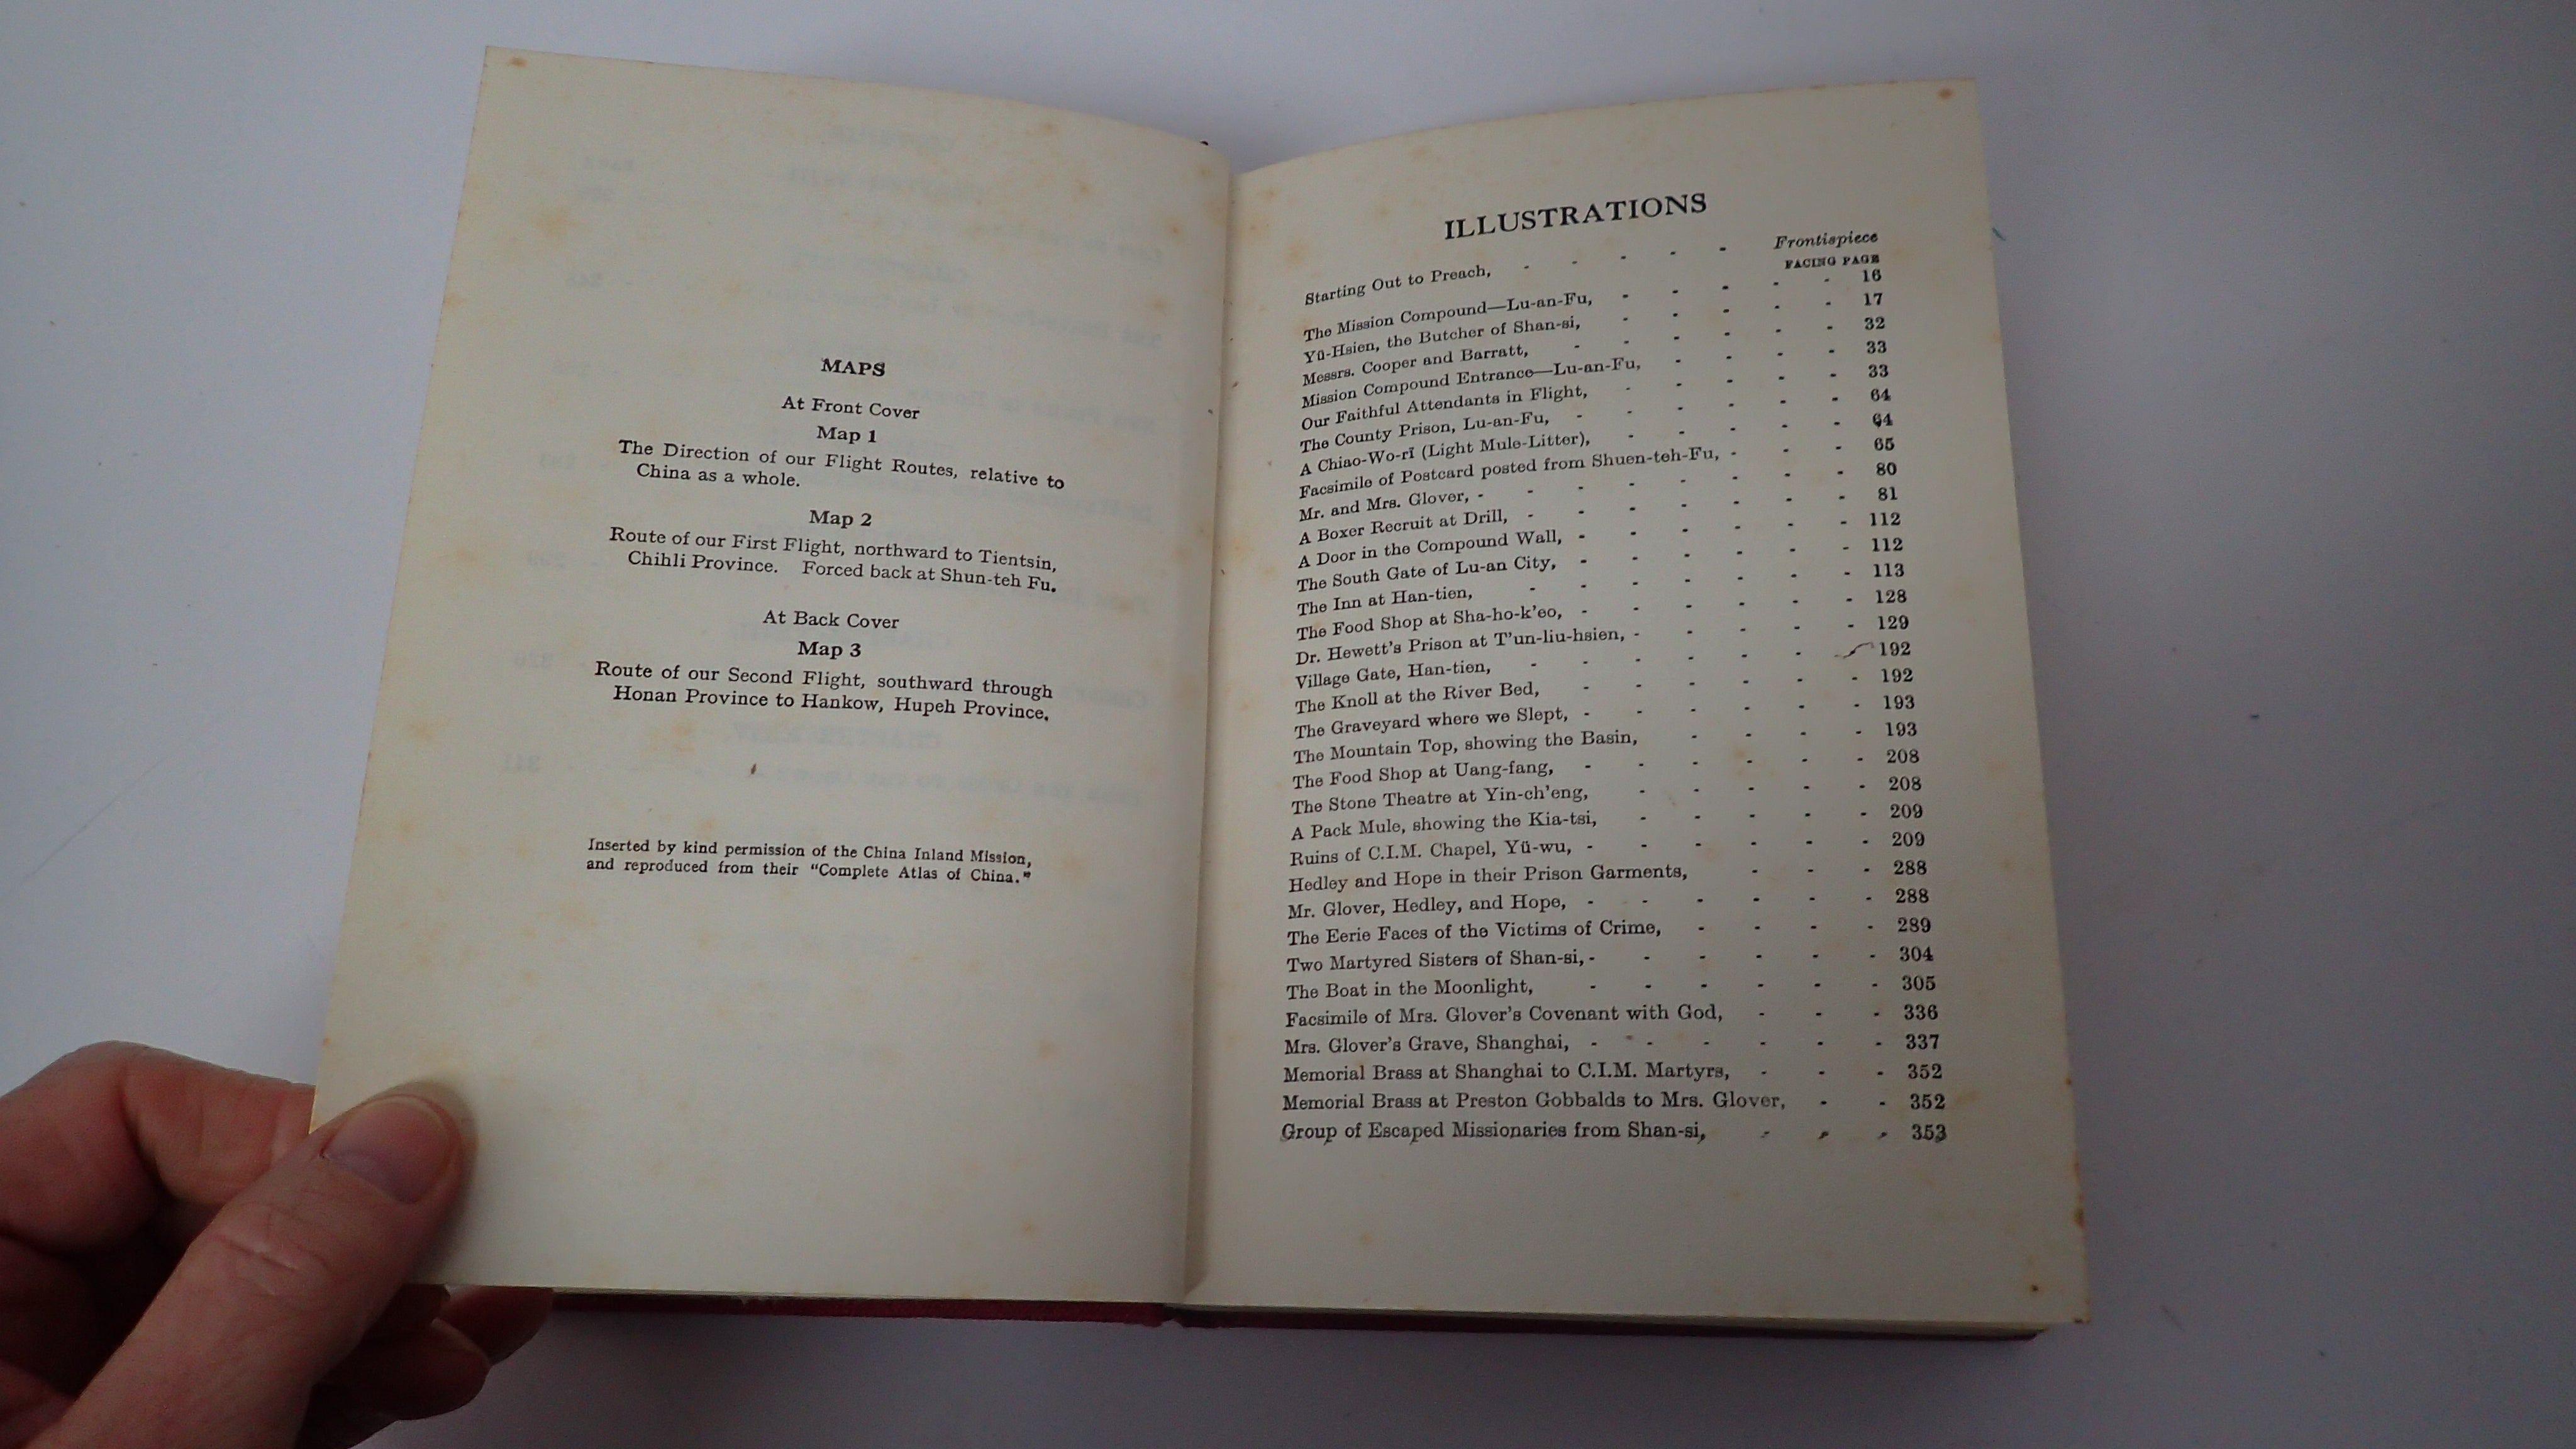 MAPS
At Front Cover
Map 1
The Direction of our Flight Routes, relative to
China as a whole.
Map 2
Route of our First Flight, northward to Tientsin,
Chihli Province. Forced back at Shun-teh Fu.
At Back Cover
Map 3
Route of our Second Flight, southward through
Honan Province to Hankow, Hupeh Province.
Inserted by kind permission of the China Inland Mission,
and reproduced from their "Complete Atlas of China."
ILLUSTRATIONS
Starting Out to Preach, - - - - - Frontispiece
FACING PAGE
The Mission Compound—Lu-an-Fu, - - - - - 16
Yü-Hsien, the Butcher of Shan-si, - - - - - 17
Messrs. Cooper and Barratt, - - - - - - 32
Mission Compound Entrance—Lu-an-Fu, - - - - 33
Our Faithful Attendants in Flight, - - - - - 33
The County Prison, Lu-an-Fu, - - - - - - 64
A Chiao-Wo-rï (Light Mule-Litter), - - - - - 64
Facsimile of Postcard posted from Shuen-teh-Fu, - - - 65
Mr. and Mrs. Glover, - - - - - - - - 80
A Boxer Recruit at Drill, - - - - - - - 81
A Door in the Compound Wall, - - - - - - 112
The South Gate of Lu-an City, - - - - - - 112
The Inn at Han-tien, - - - - - - - 113
The Food Shop at Sha-ho-k'eo, - - - - - - 128
Dr. Hewett's Prison at T'un-liu-hsien, - - - - - 129
Village Gate, Han-tien, - - - - - - - 192
The Knoll at the River Bed, - - - - - - 192
The Graveyard where we Slept, - - - - - - 193
The Mountain Top, showing the Basin, - - - - 193
The Food Shop at Uang-fang, - - - - - - 208
The Stone Theatre at Yin-ch'eng, - - - - - 208
A Pack Mule, showing the Kia-tsi, - - - - - 209
Ruins of C.I.M. Chapel, Yü-wu, - - - - - - 209
Hedley and Hope in their Prison Garments, - - - 288
Mr. Glover, Hedley, and Hope, - - - - - - 288
The Eerie Faces of the Victims of Crime, - - - - 289
Two Martyred Sisters of Shan-si, - - - - - - 304
The Boat in the Moonlight, - - - - - - 305
Facsimile of Mrs. Glover's Covenant with God, - - - 336
Mrs. Glover's Grave, Shanghai, - - - - - - 337
Memorial Brass at Shanghai to C.I.M. Martyrs, - - - 352
Memorial Brass at Preston Gobbalds to Mrs. Glover, - - 352
Group of Escaped Missionaries from Shan-si, - - - 353